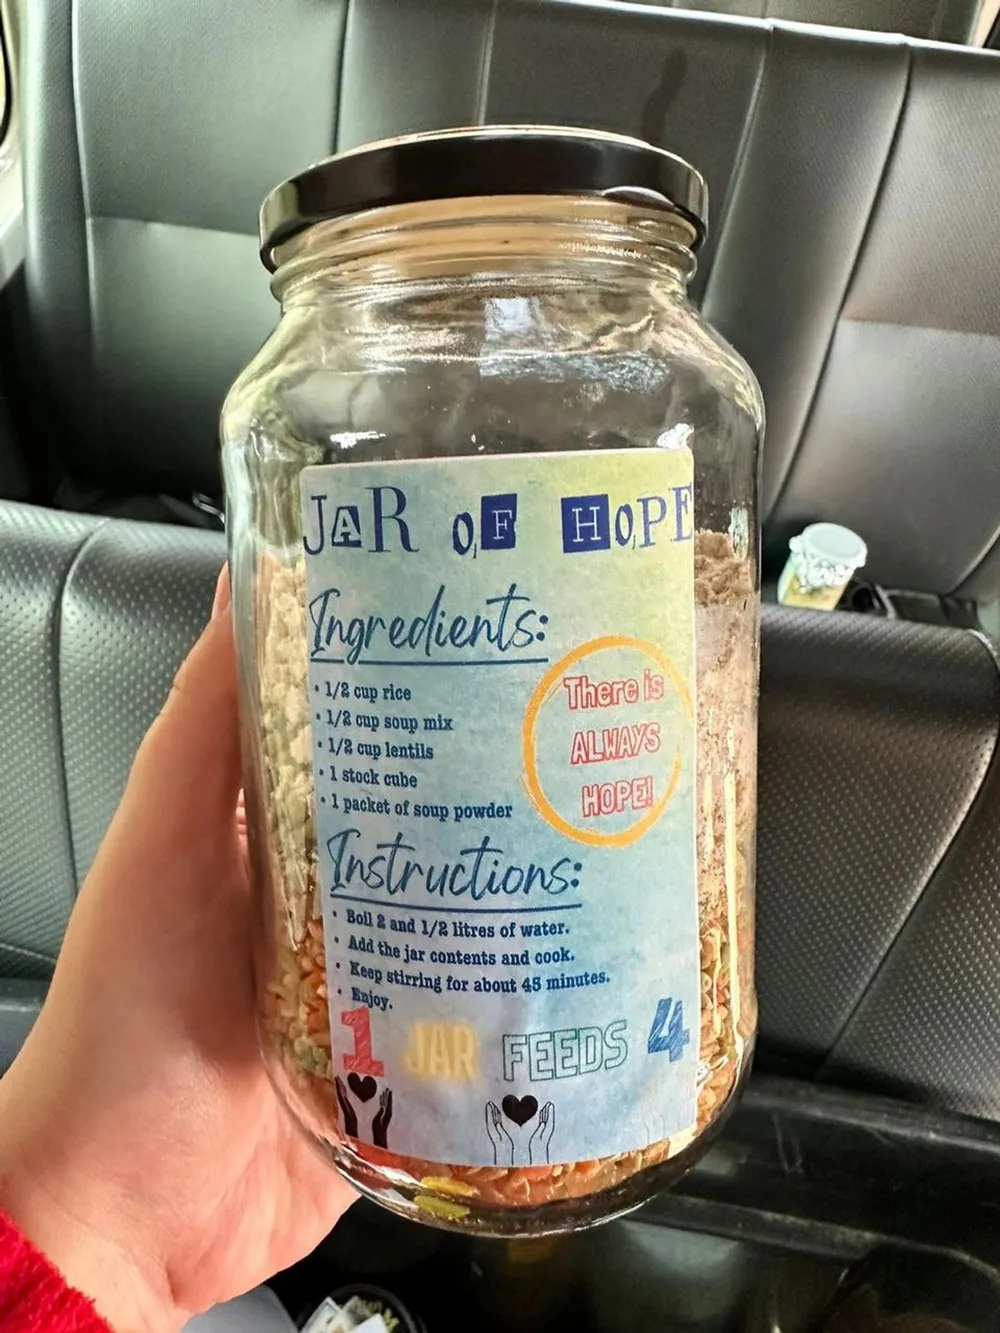 JAR OF HOPE
Ingredients:
• 1/2 cup rice
• 1/2 cup soup mix
• 1/2 cup lentils
• 1 stock cube
• 1 packet of soup powder
There is
ALWAYS
HOPE!
Instructions:
• Boil 2 and 1/2 litres of water.
• Add the jar contents and cook.
• Keep stirring for about 45 minutes.
• Enjoy.
1 JAR FEEDS 4